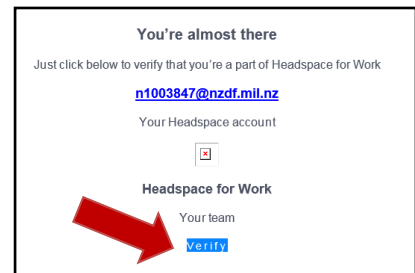 You're almost there
Just click below to verify that you're a part of Headspace for Work
n1003847@nzdf.mil.nz
Your Headspace account
Headspace for Work
Your team
Verify